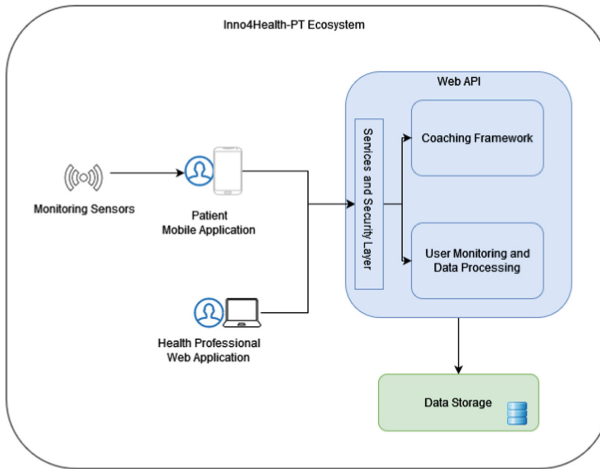 Inno4Health-PT Ecosystem
Web API
Services and Security Layer
Coaching Framework
Monitoring Sensors
Patient
Mobile Application
User Monitoring and
Data Processing
Health Professional
Web Application
Data Storage